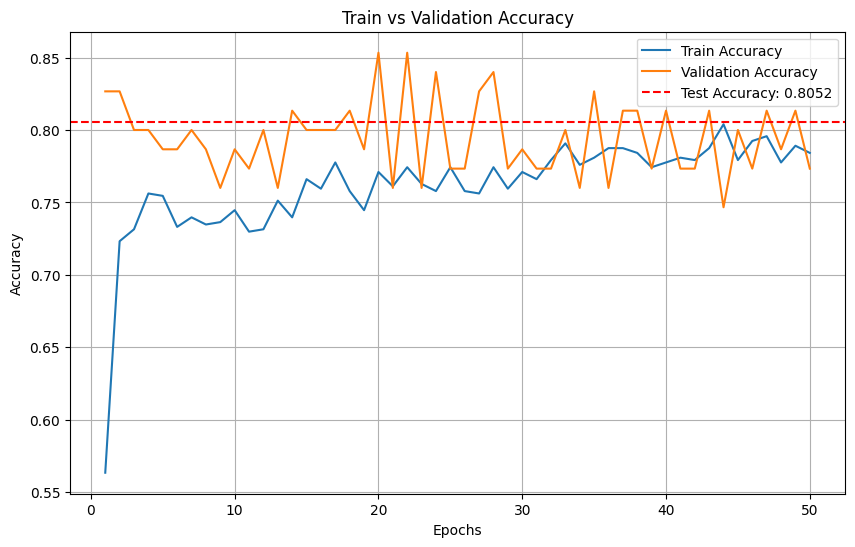 Train vs Validation Accuracy
Train Accuracy
Validation Accuracy
Test Accuracy: 0.8052
Accuracy
0.85
0.80
0.75
0.70
0.65
0.60
0.55
0 10 20 30 40 50
Epochs